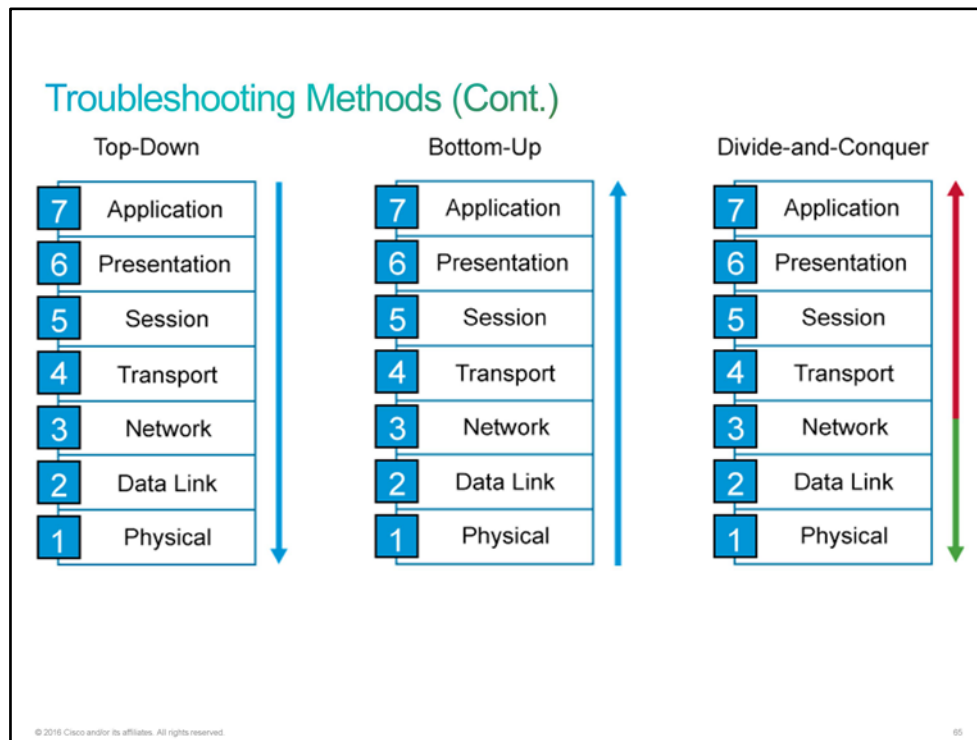 Troubleshooting Methods (Cont.)
Top-Down
7 Application
6 Presentation
5 Session
4 Transport
3 Network
2 Data Link
1 Physical
Bottom-Up
7 Application
6 Presentation
5 Session
4 Transport
3 Network
2 Data Link
1 Physical
Divide-and-Conquer
7 Application
6 Presentation
5 Session
4 Transport
3 Network
2 Data Link
1 Physical
© 2016 Cisco and/or its affiliates. All rights reserved.
65